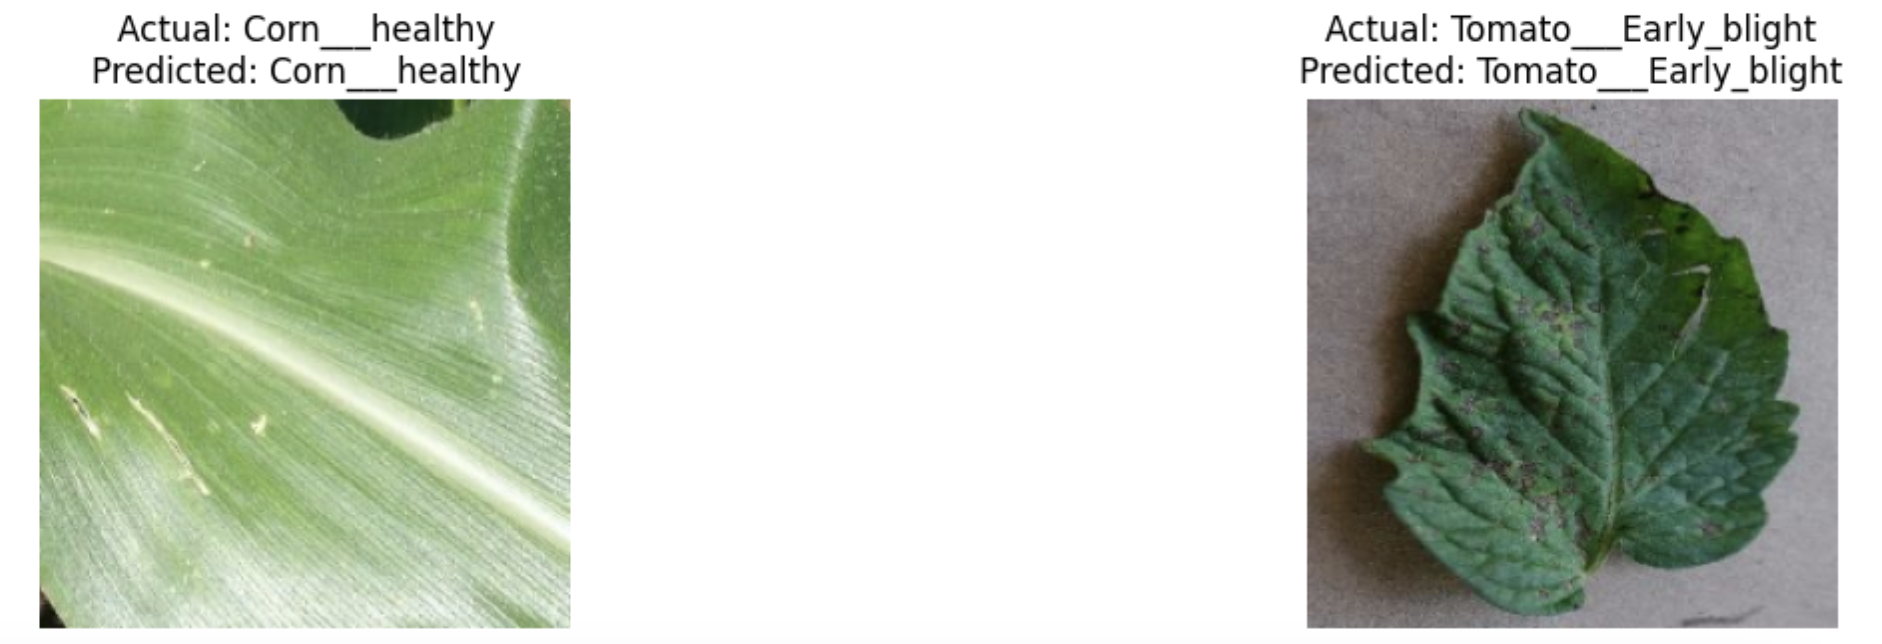 Actual: Corn___healthy
Predicted: Corn___healthy
Actual: Tomato___Early_blight
Predicted: Tomato___Early_blight